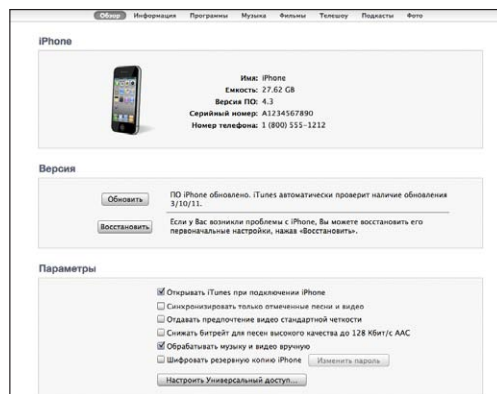 Обзор Информация Программы Музыка Фильмы Телешоу Подкасты Фото
iPhone
Имя: iPhone
Емкость: 27.62 GB
Версия ПО: 4.3
Серийный номер: A1234567890
Номер телефона: 1 (800) 555-1212
Версия
Обновить
ПО iPhone обновлено. iTunes автоматически проверит наличие обновления
3/10/11.
Восстановить
Если у Вас возникли проблемы с iPhone, Вы можете восстановить его
первоначальные настройки, нажав «Восстановить».
Параметры
Открывать iTunes при подключении iPhone
Синхронизировать только отмеченные песни и видео
Отдавать предпочтение видео стандартной четкости
Снижать битрейт для песен высокого качества до 128 Кбит/с AAC
Обрабатывать музыку и видео вручную
Шифровать резервную копию iPhone Изменить пароль
Настроить Универсальный доступ...